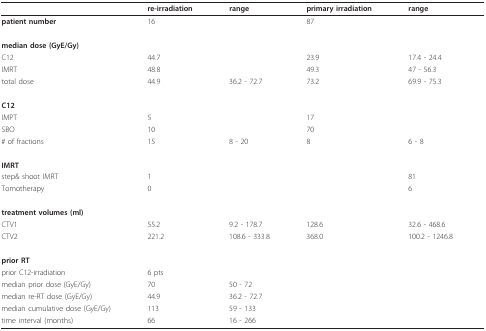 re-irradiation range primary irradiation range
patient number 16 87
median dose (GyE/Gy)
C12 44.7 23.9 17.4 - 24.4
IMRT 48.8 49.3 47 - 56.3
total dose 44.9 36.2 - 72.7 73.2 69.9 - 75.3
C12
IMPT 5 17
SBO 10 70
# of fractions 15 8 - 20 8 6 - 8
IMRT
step& shoot IMRT 1 81
Tomotherapy 0 6
treatment volumes (ml)
CTV1 55.2 9.2 - 178.7 128.6 32.6 - 468.6
CTV2 221.2 108.6 - 333.8 368.0 100.2 - 1246.8
prior RT
prior C12-irradiation 6 pts
median prior dose (GyE/Gy) 70 50 - 72
median re-RT dose (GyE/Gy) 44.9 36.2 - 72.7
median cumulative dose (GyE/Gy) 113 59 - 133
time interval (months) 66 16 - 266